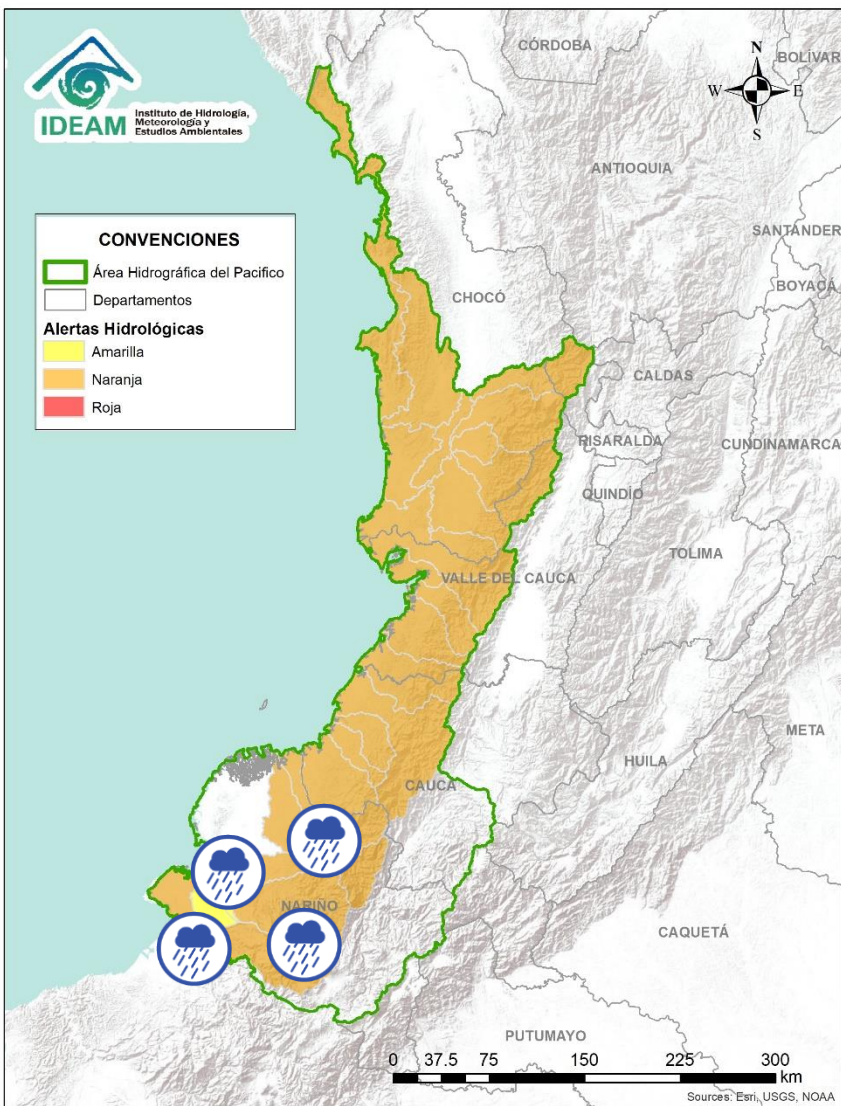 IDEAM
Instituto de Hidrología,
Meteorología y
Estudios Ambientales
N
W
E
S
CÓRDOBA
BOLÍVAR
ANTIOQUIA
SANTANDER
BOYACÁ
CONVENCIONES
Área Hidrográfica del Pacifico
Departamentos
Alertas Hidrológicas
Amarilla
Naranja
Roja
CHOCÓ
CALDAS
RISARALDA
CUNDINAMARCA
QUINDÍO
TOLIMA
VALLE DEL CAUCA
META
HUILA
CAUCA
NARIÑO
CAQUETÁ
PUTUMAYO
0 37.5 75 150 225 300
km
Sources: Esri, USGS, NOAA